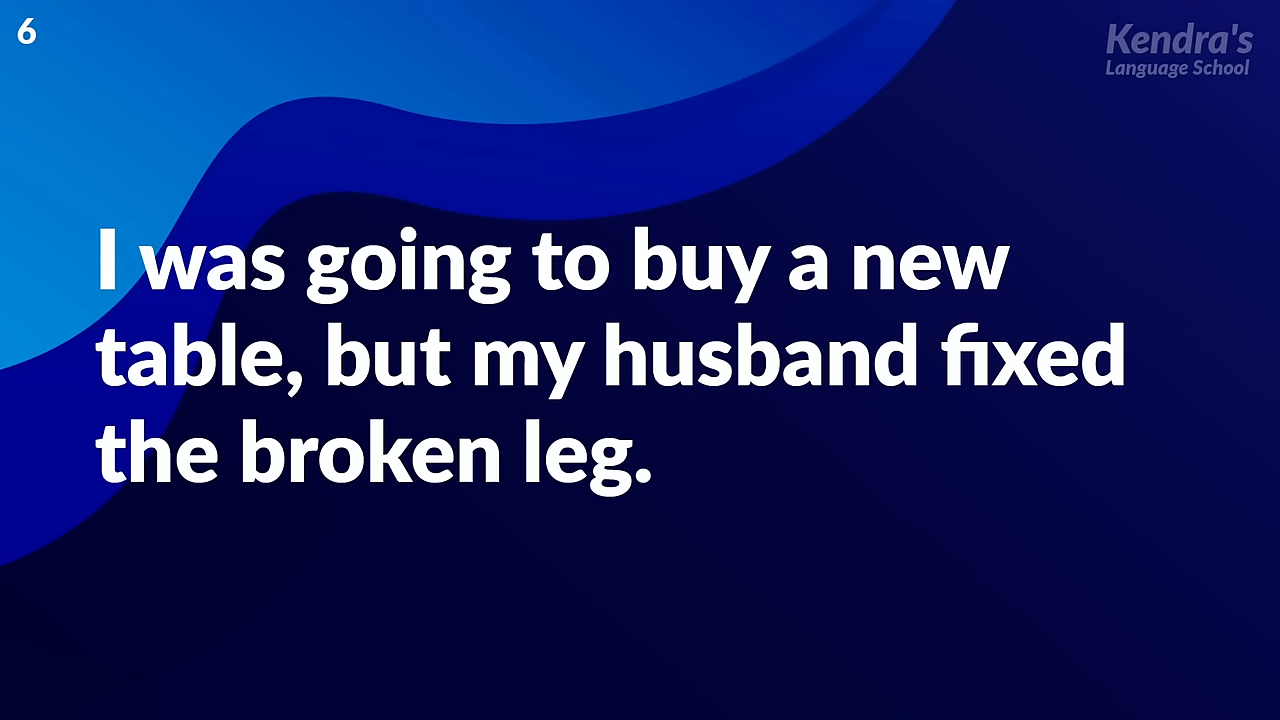 6
Kendra's
Language School
I was going to buy a new
table, but my husband fixed
the broken leg.